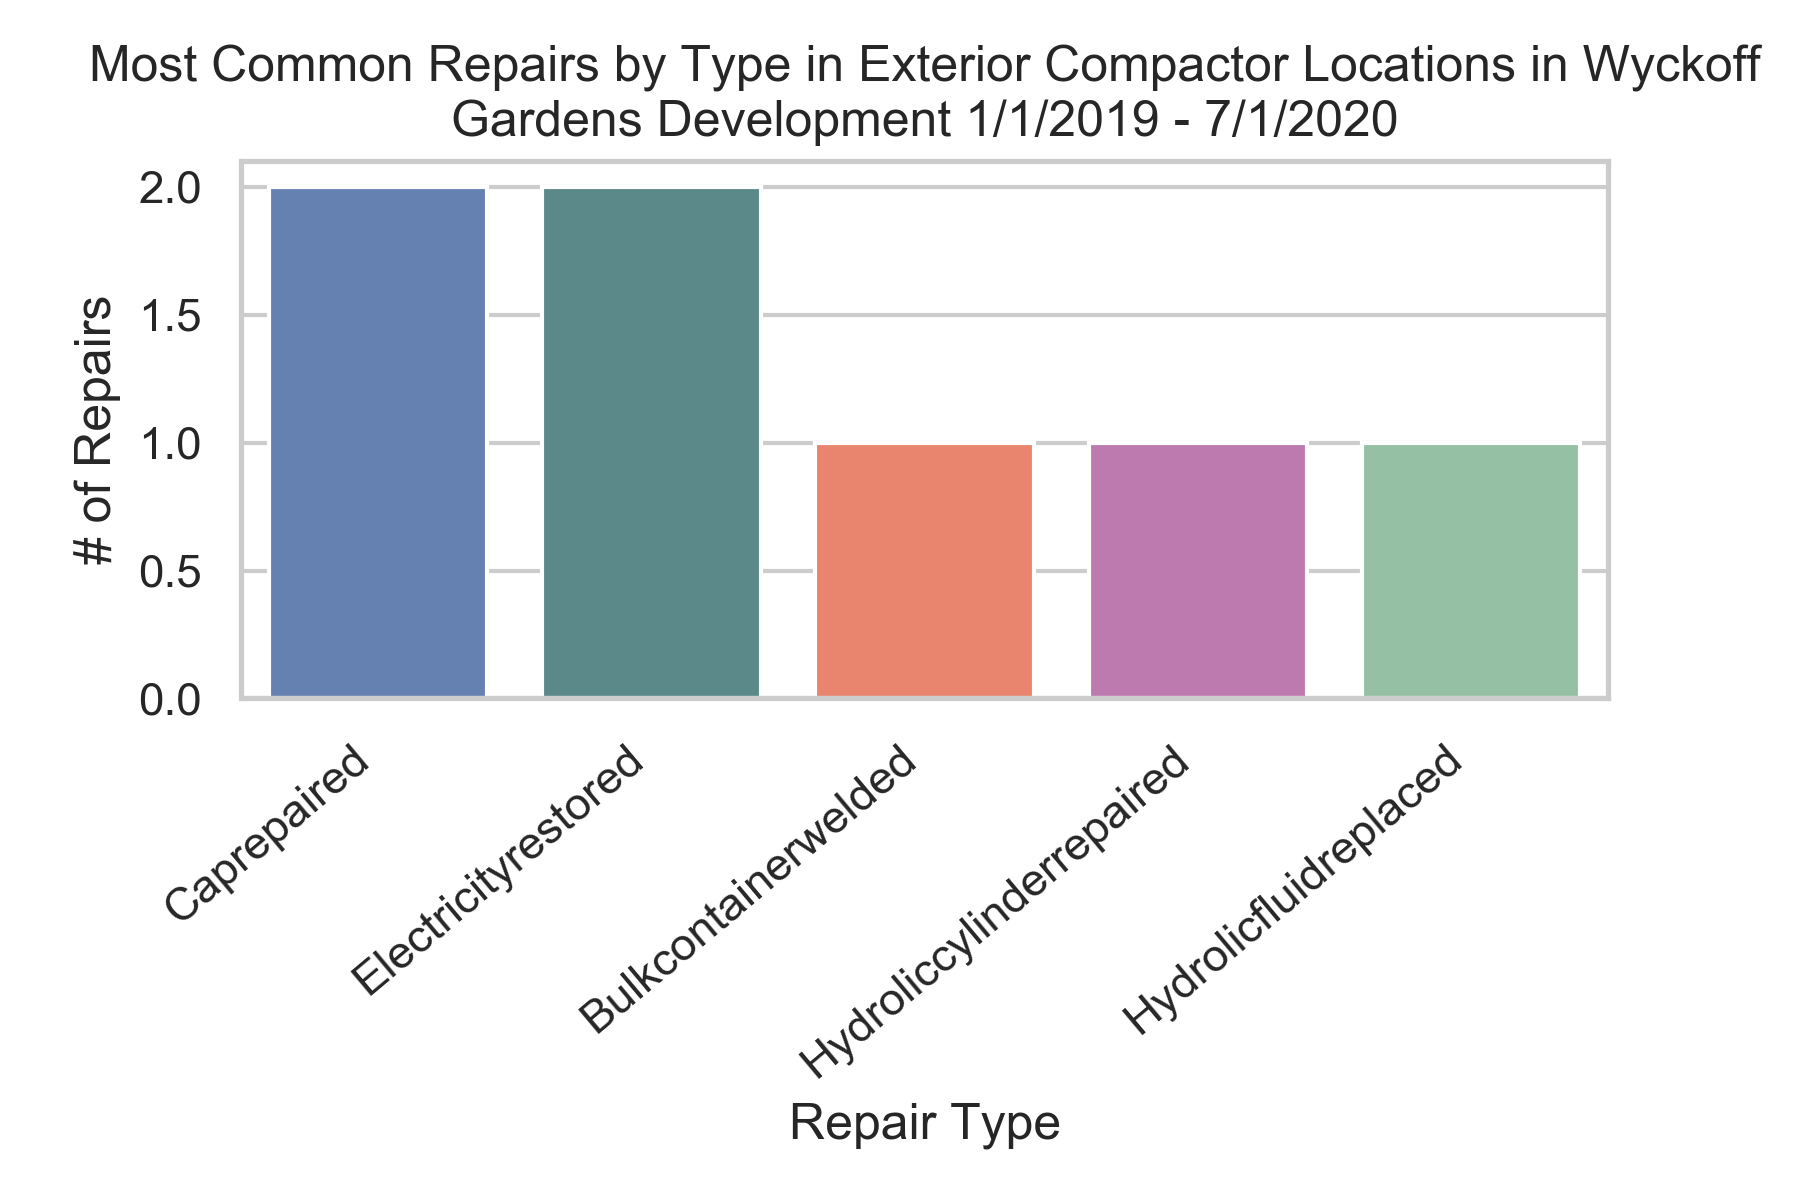 Most Common Repairs by Type in Exterior Compactor Locations in Wyckoff
Gardens Development 1/1/2019 - 7/1/2020
# of Repairs
2.0
1.5
1.0
0.5
0.0
Caprepaired
Electricityrestored
Bulkcontainerwelded
Hydroliccylinderrepaired
Hydrolicfluidreplaced
Repair Type